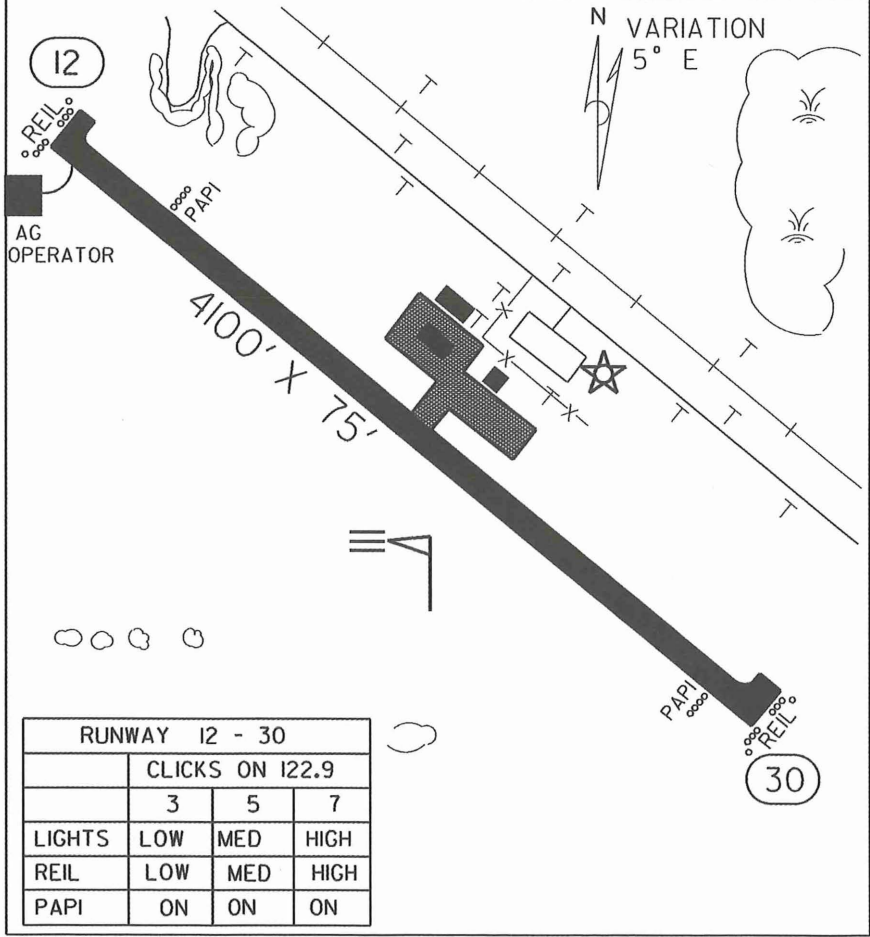 N
VARIATION
5° E
12
REIL
PAPI
AG
OPERATOR
4100' X 75'
PAPI
REIL
30
RUNWAY 12 - 30
CLICKS ON 122.9
3 5 7
LIGHTS LOW MED HIGH
REIL LOW MED HIGH
PAPI ON ON ON